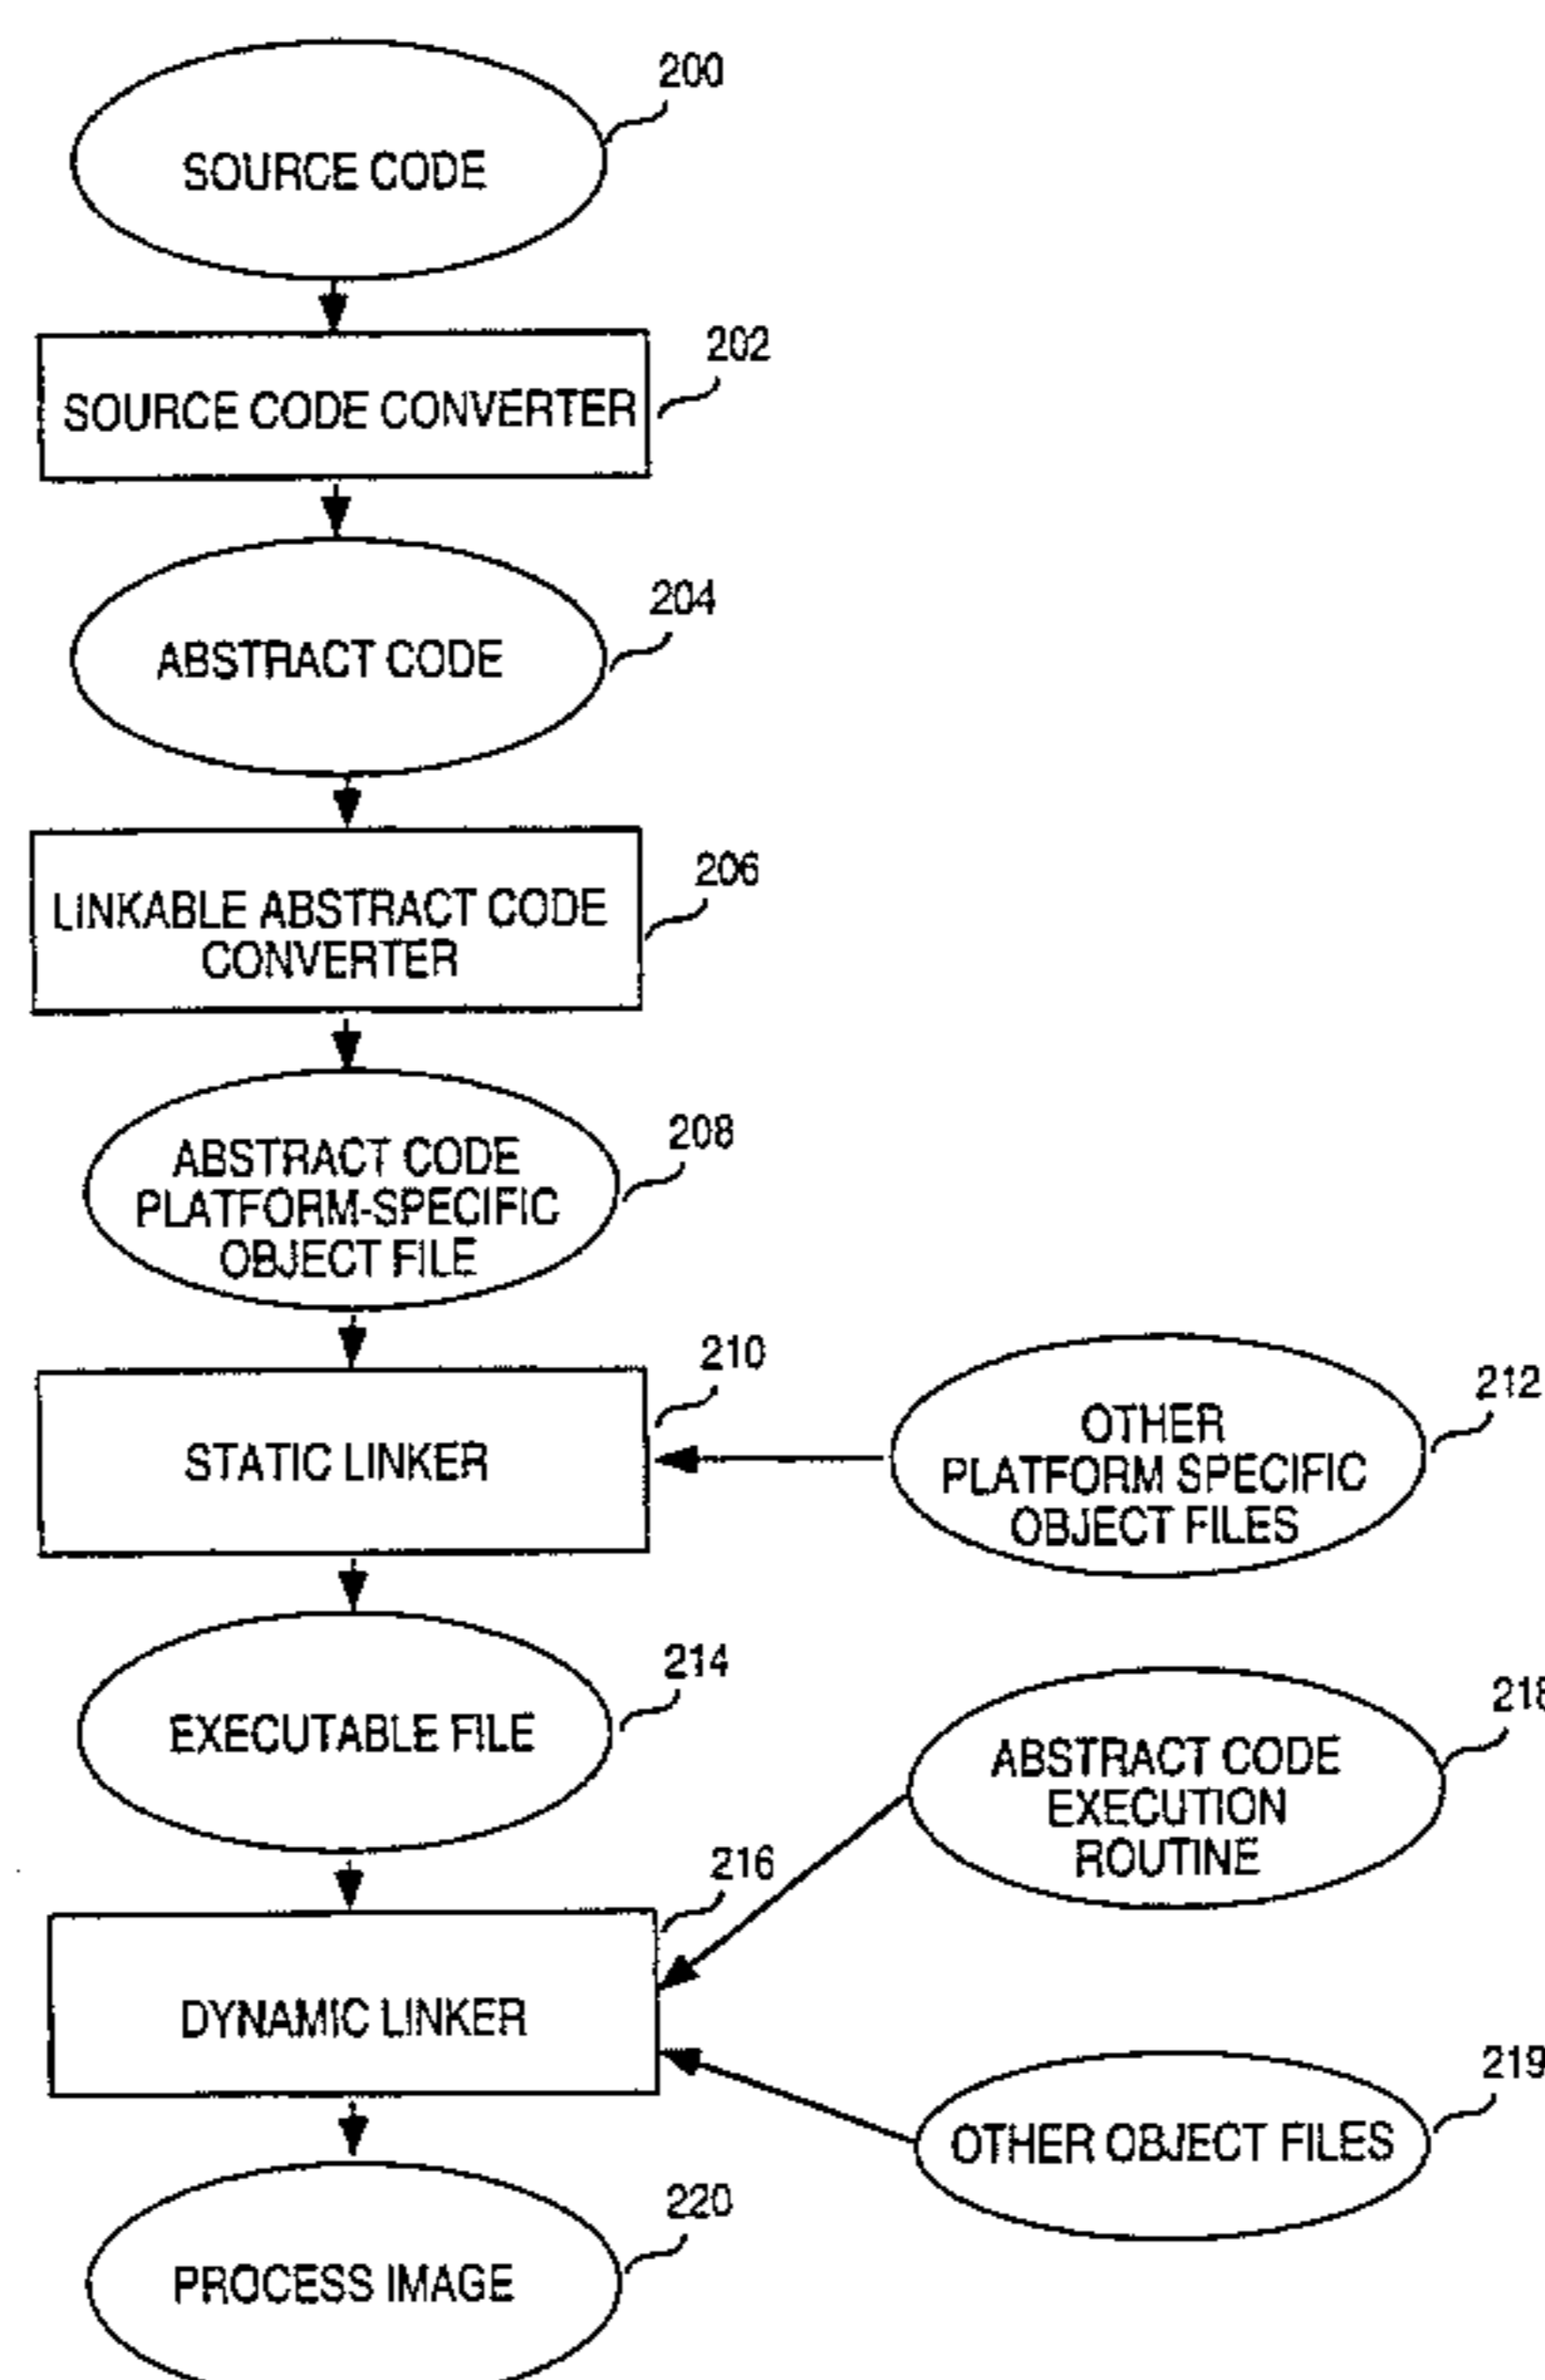 200
SOURCE CODE
202
SOURCE CODE CONVERTER
204
ABSTRACT CODE
206
LINKABLE ABSTRACT CODE
CONVERTER
208
ABSTRACT CODE
PLATFORM-SPECIFIC
OBJECT FILE
210
STATIC LINKER
212
OTHER
PLATFORM SPECIFIC
OBJECT FILES
214
EXECUTABLE FILE
218
ABSTRACT CODE
EXECUTION
ROUTINE
216
DYNAMIC LINKER
219
OTHER OBJECT FILES
220
PROCESS IMAGE